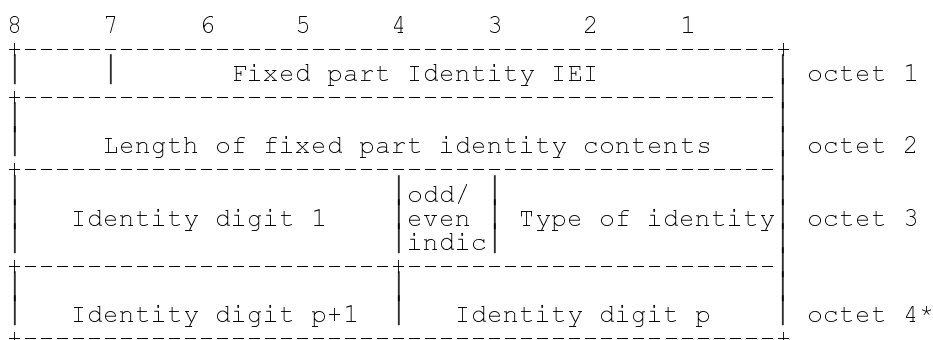 8 7 6 5 4 3 2 1
Fixed part Identity IEI octet 1
Length of fixed part identity contents octet 2
odd/
Identity digit 1 even Type of identity octet 3
indic
Identity digit p+1 Identity digit p octet 4*